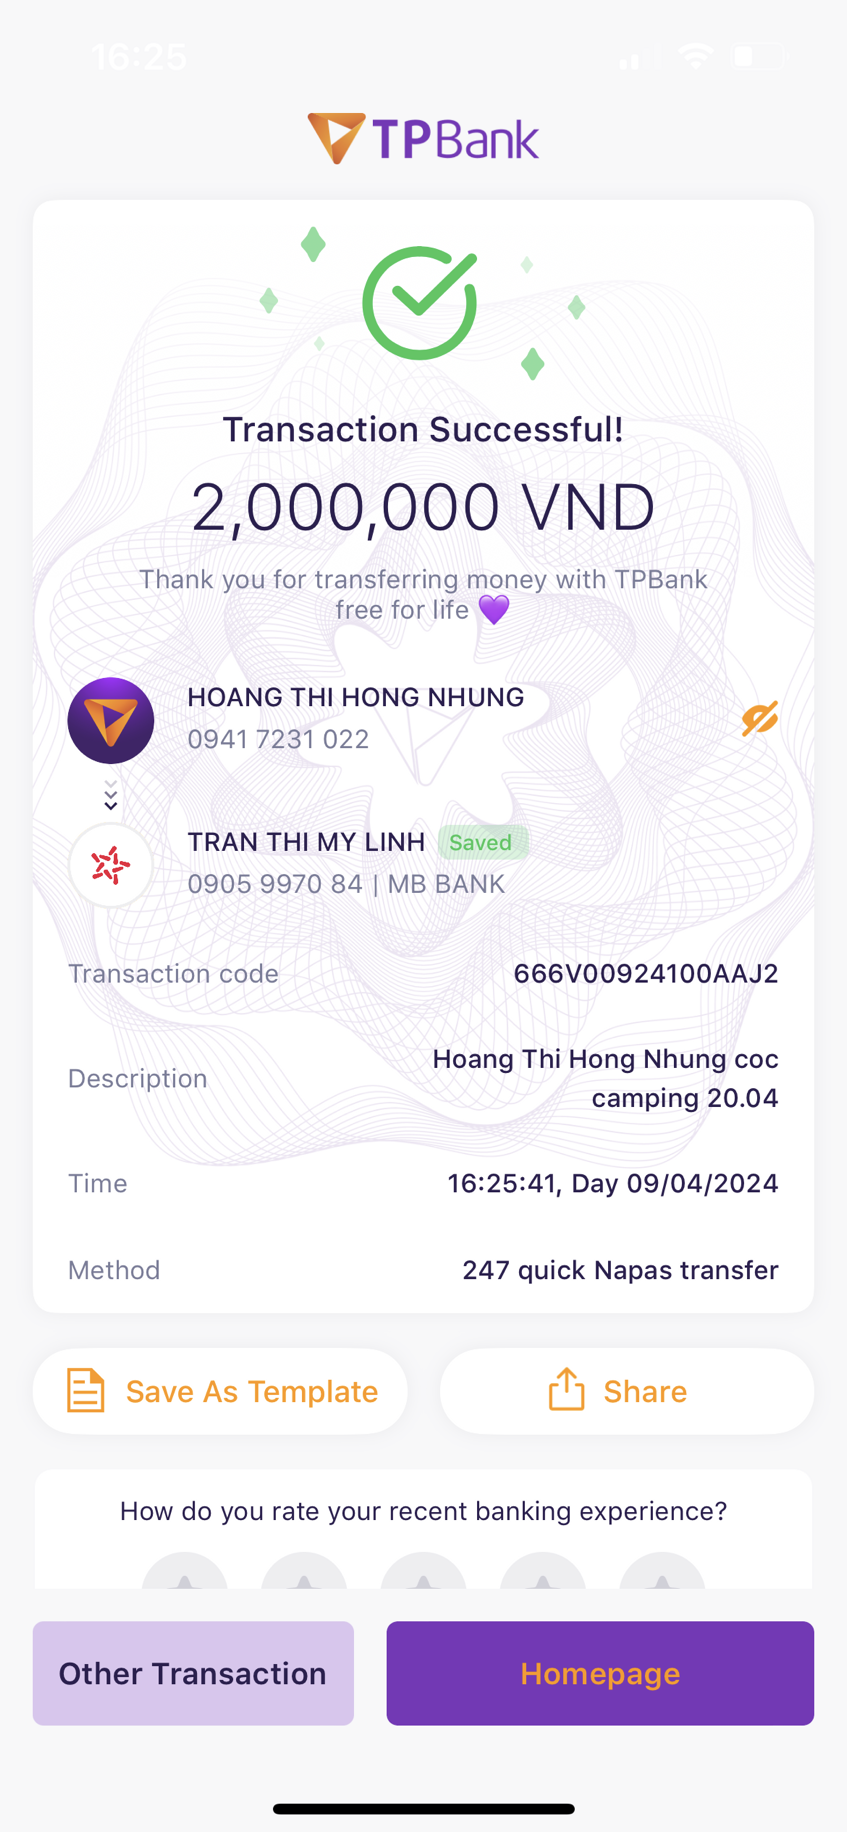 16:25
TPBank
Transaction Successful!
2,000,000 VND
Thank you for transferring money with TPBank
free for life 💜
HOANG THI HONG NHUNG
0941 7231 022
TRAN THI MY LINH Saved
0905 9970 84 | MB BANK
Transaction code 666V00924100AAJ2
Description Hoang Thi Hong Nhung coc
camping 20.04
Time 16:25:41, Day 09/04/2024
Method 247 quick Napas transfer
Save As Template Share
How do you rate your recent banking experience?
Other Transaction Homepage